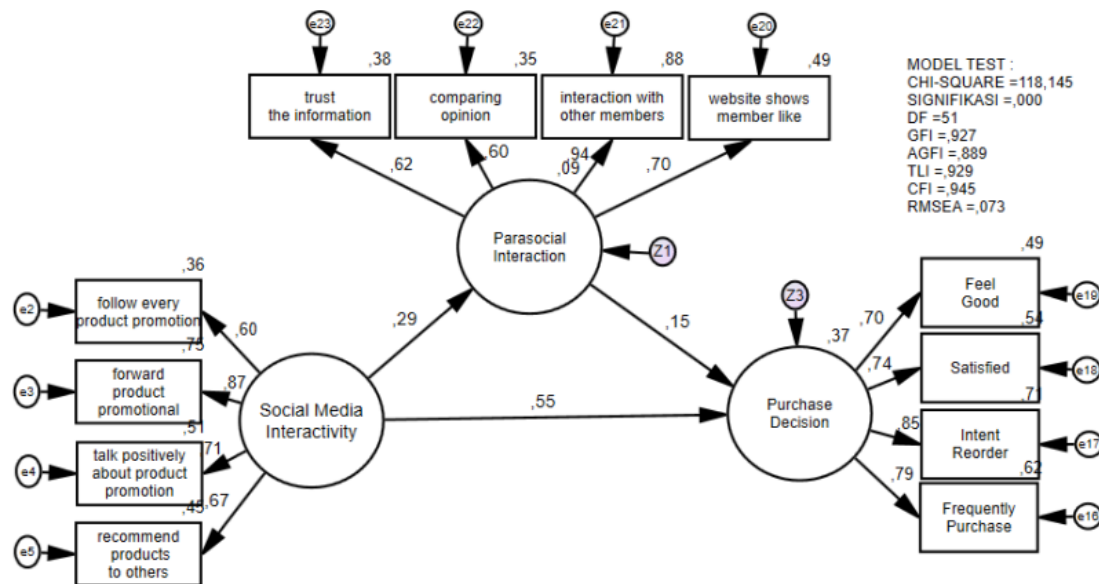 e23
e22
e21
e20
,38
,35
,88
,49
trust
the information
comparing
opinion
interaction with
other members
website shows
member like
MODEL TEST :
CHI-SQUARE =118,145
SIGNIFIKASI =,000
DF =51
GFI =,927
AGFI =,889
TLI =,929
CFI =,945
RMSEA =,073
,62
,60
,94
,09
,70
Parasocial
Interaction
Z1
,36
e2
follow every
product promotion
,60
,75
e3
forward
product
promotional
,87
,51
e4
talk positively
about product
promotion
,71
,45
,67
e5
recommend
products
to others
Social Media
Interactivity
,29
,15
,55
Z3
,37
Purchase
Decision
,49
Feel
Good
e19
,70
,54
Satisfied
e18
,74
,71
Intent
Reorder
e17
,85
,62
Frequently
Purchase
e16
,79